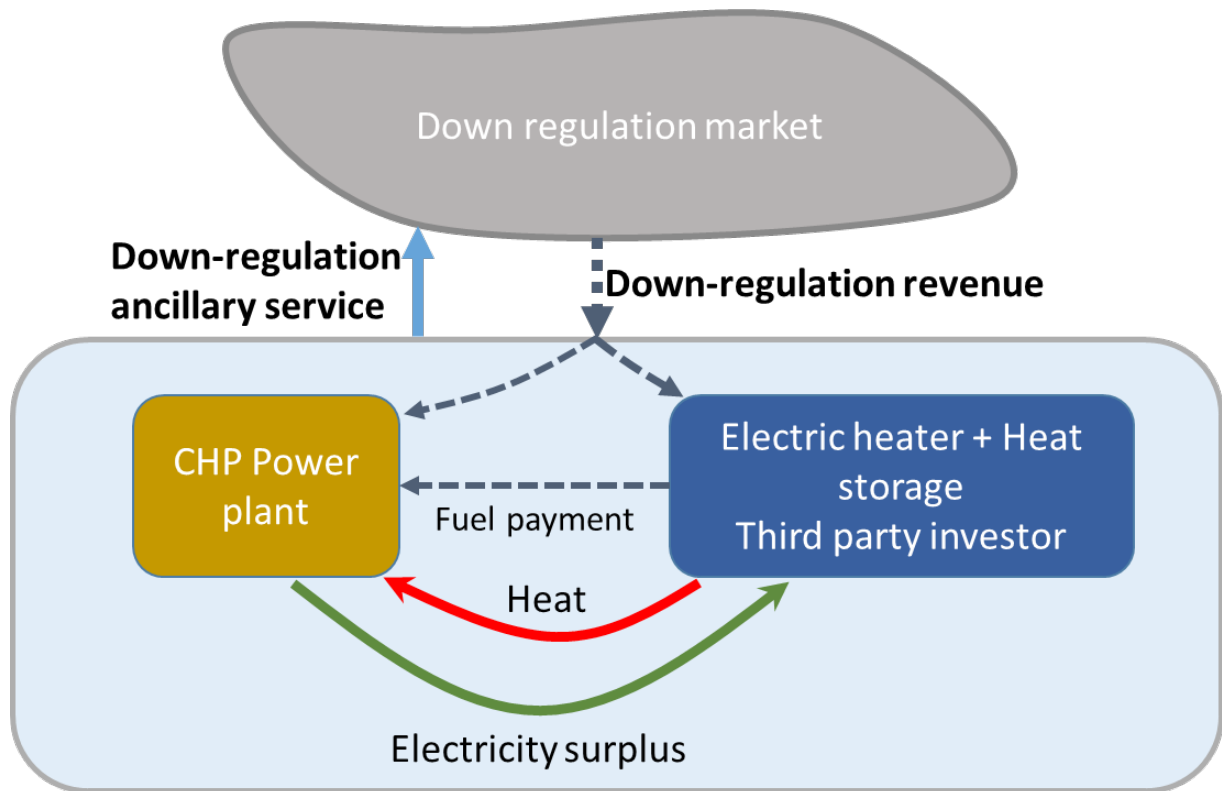 Down regulation market
Down-regulation
ancillary service
Down-regulation revenue
CHP Power
plant
Electric heater + Heat
storage
Third party investor
Fuel payment
Heat
Electricity surplus